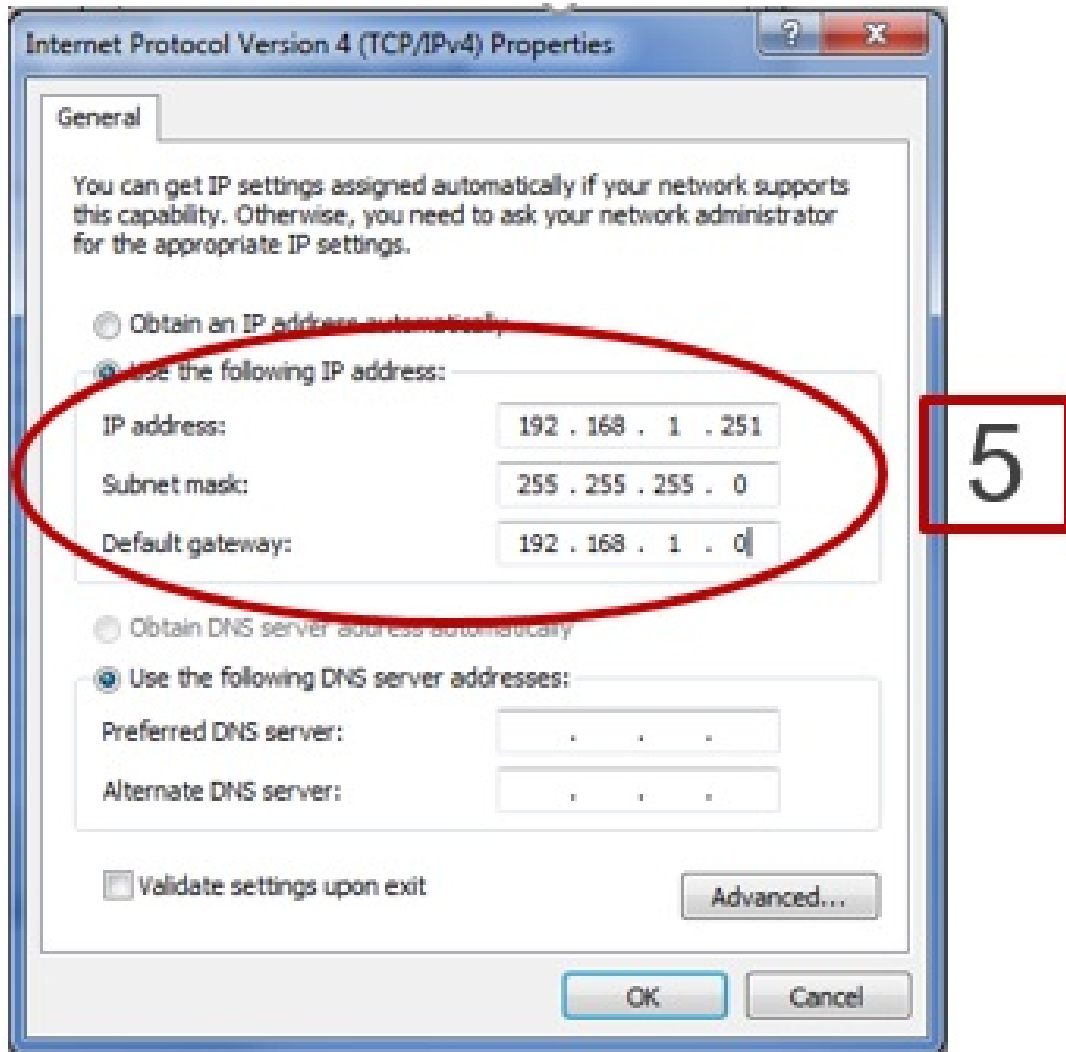 Internet Protocol Version 4 (TCP/IPv4) Properties
?
x
General
You can get IP settings assigned automatically if your network supports
this capability. Otherwise, you need to ask your network administrator
for the appropriate IP settings.
Obtain an IP address automatically
Use the following IP address:
IP address: 192 . 168 . 1 . 251
Subnet mask: 255 . 255 . 255 . 0
Default gateway: 192 . 168 . 1 . 0
5
Obtain DNS server address automatically
Use the following DNS server addresses:
Preferred DNS server: . . .
Alternate DNS server: . . .
Validate settings upon exit
Advanced...
OK
Cancel